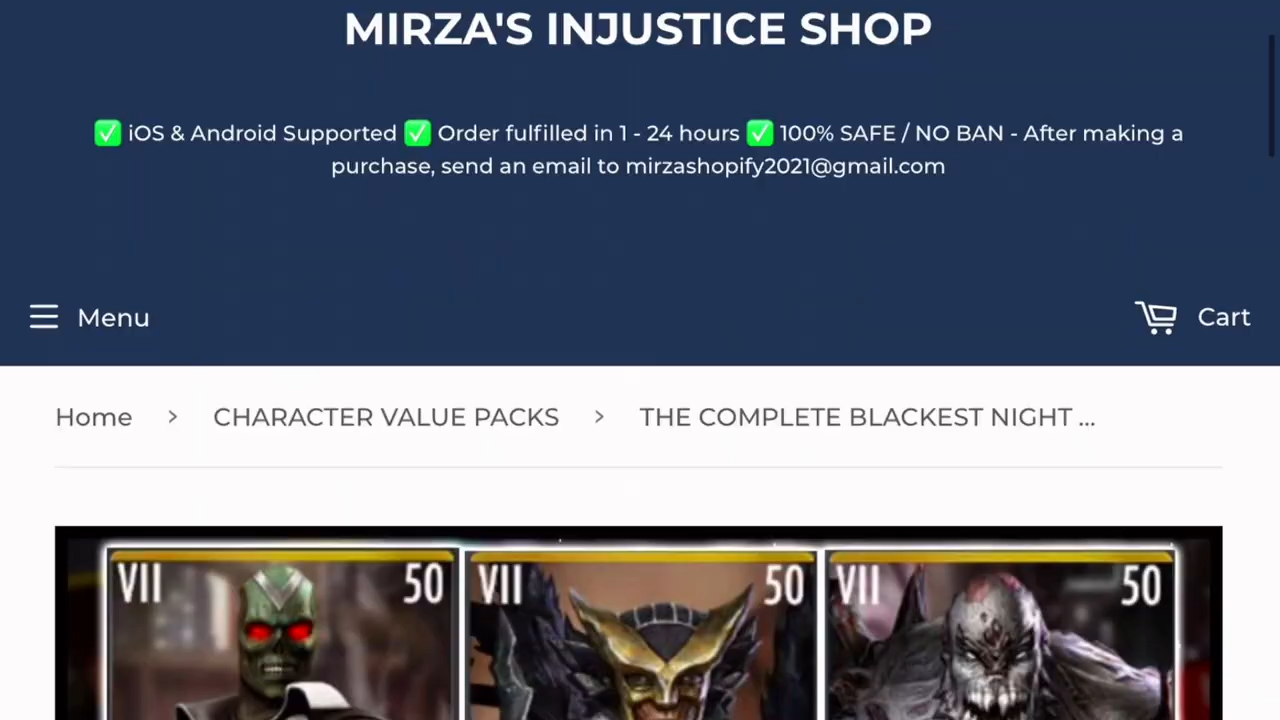 MIRZA'S INJUSTICE SHOP
✅ iOS & Android Supported ✅ Order fulfilled in 1 - 24 hours ✅ 100% SAFE / NO BAN - After making a
purchase, send an email to mirzashopify2021@gmail.com
Menu
Cart
Home > CHARACTER VALUE PACKS > THE COMPLETE BLACKEST NIGHT ...
VII 50 VII 50 VII 50